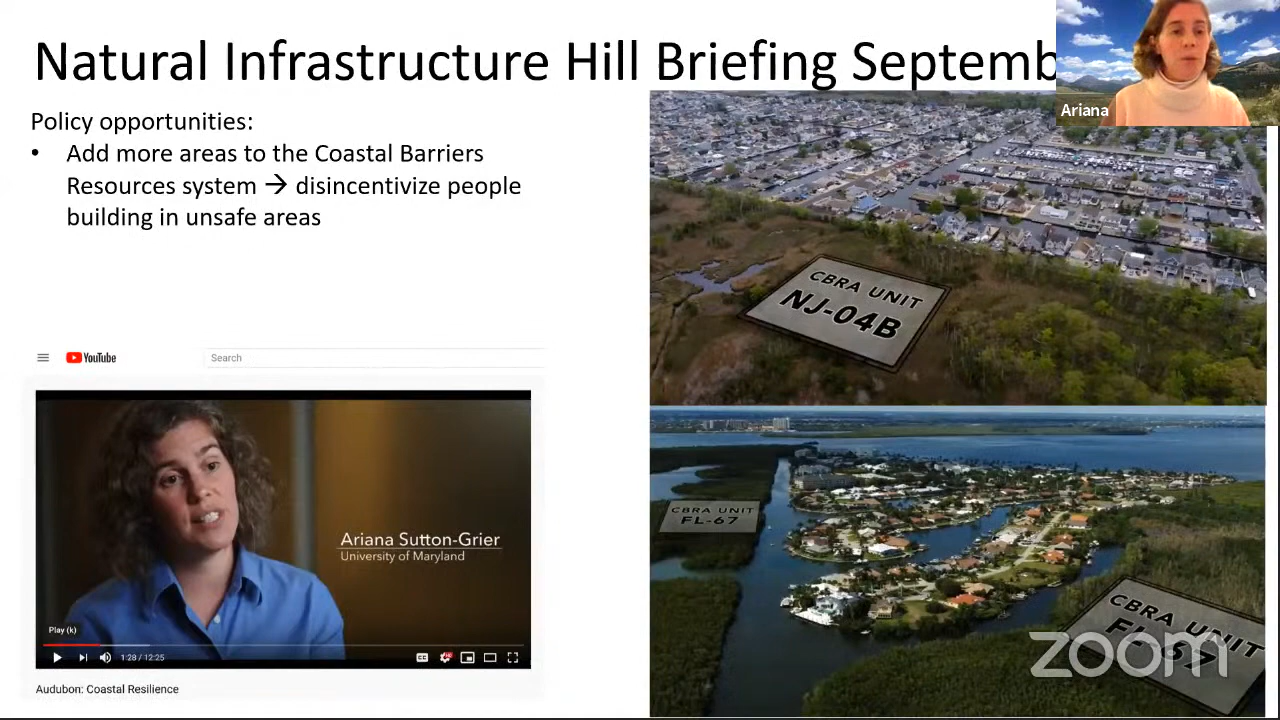 Natural Infrastructure Hill Briefing Septemb
Ariana
Policy opportunities:
• Add more areas to the Coastal Barriers
Resources system → disincentivize people
building in unsafe areas
CBRA UNIT
NJ-04B
YouTube
Search
Ariana Sutton-Grier
University of Maryland
Play (k)
1:28 / 12:25
Audubon: Coastal Resilience
CBRA UNIT
FL-67
CBRA UNIT
FL-67
zoom